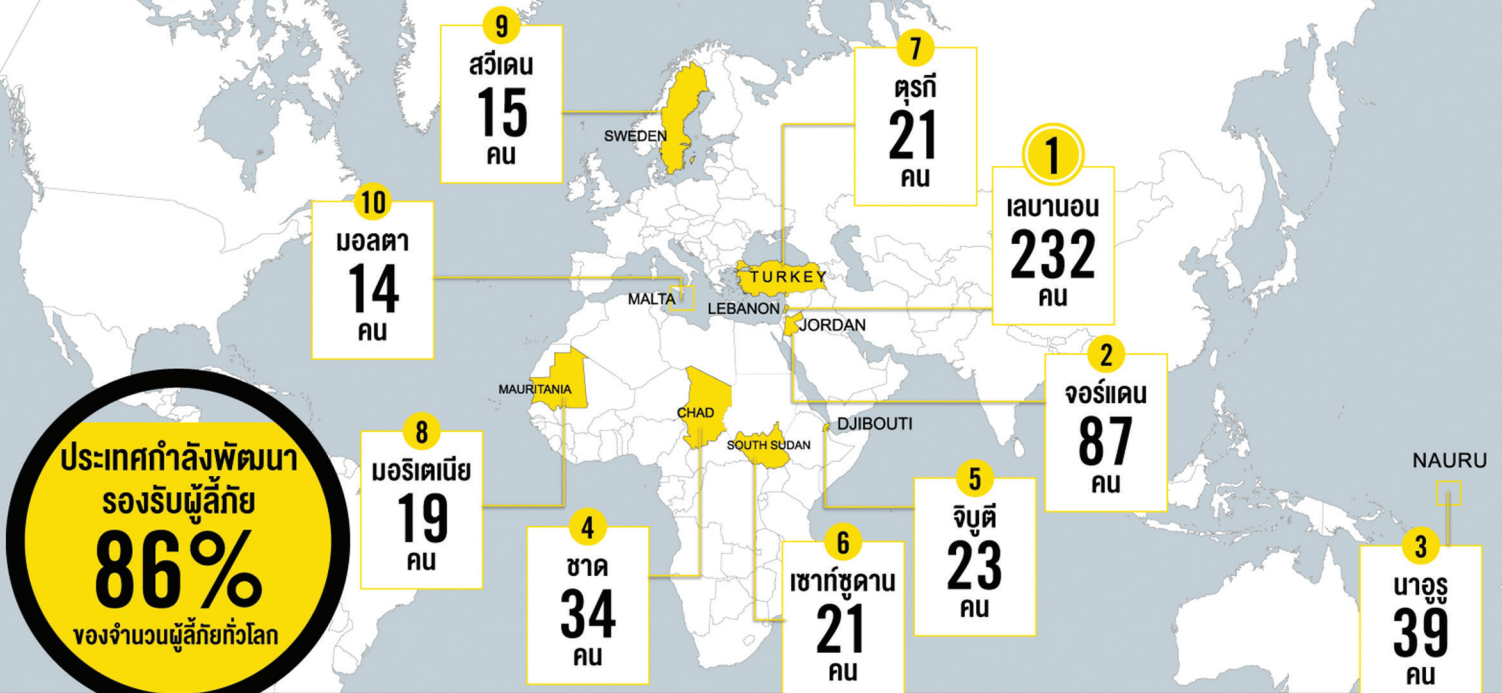 9
สวีเดน
15
คน
SWEDEN
7
ตุรกี
21
คน
TURKEY
1
เลบานอน
232
คน
LEBANON
10
มอลตา
14
คน
MALTA
JORDAN
2
จอร์แดน
87
คน
MAURITANIA
8
มอริเตเนีย
19
คน
CHAD
4
ชาด
34
คน
SOUTH SUDAN
6
เซาท์ซูดาน
21
คน
DJIBOUTI
5
จิบูตี
23
คน
NAURU
3
นาอูรู
39
คน
ประเทศกำลังพัฒนา
รองรับผู้ลี้ภัย
86%
ของจำนวนผู้ลี้ภัยทั่วโลก